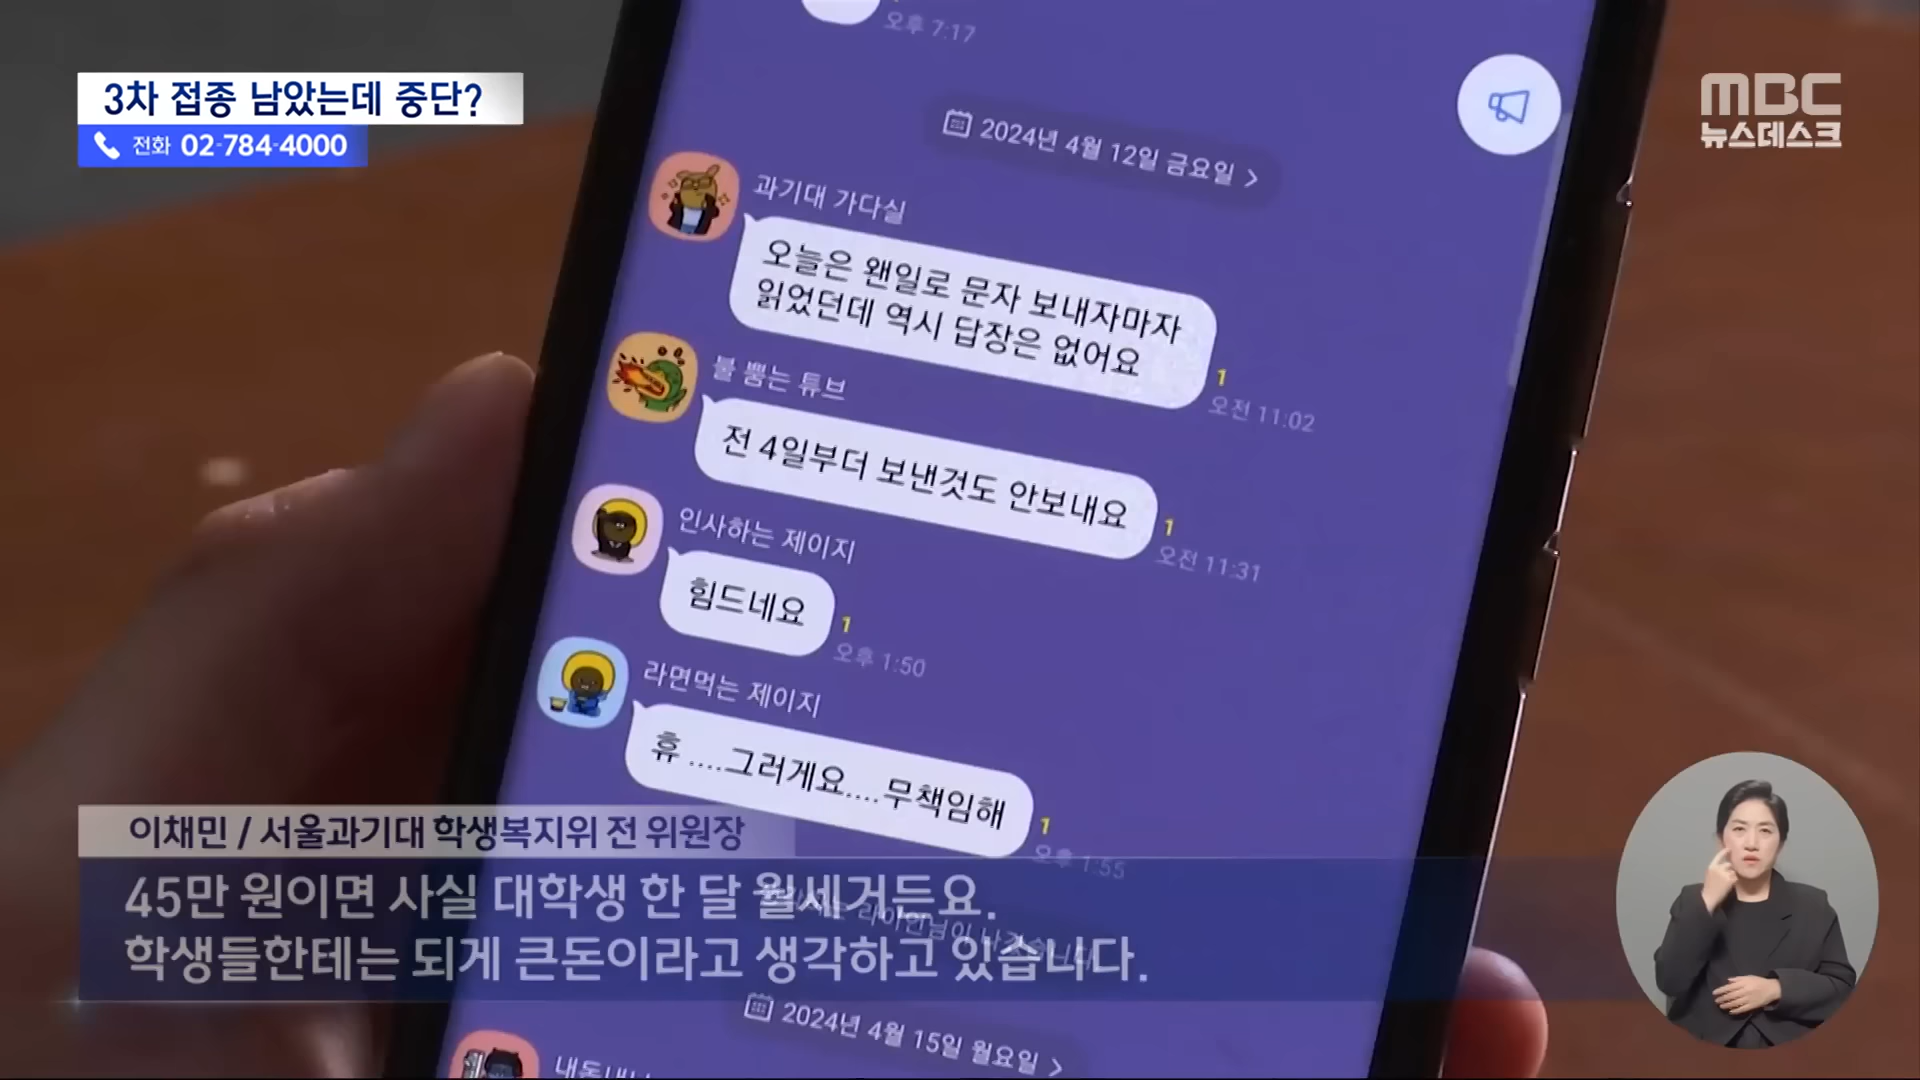 오후 7:17
3차 접종 남았는데 중단?
전화 02-784-4000
MBC
뉴스데스크
2024년 4월 12일 금요일 >
과기대 가다실
오늘은 왠일로 문자 보내자마자
읽었던데 역시 답장은 없어요
1
오전 11:02
불 뿜는 튜브
전 4일부더 보낸것도 안보내요
1
오전 11:31
인사하는 제이지
힘드네요
1
오후 1:50
라면먹는 제이지
휴 ....그러게요....무책임해
1
오후 1:55
이채민 / 서울과기대 학생복지위 전 위원장
45만 원이면 사실 대학생 한 달 월세거든요.
학생들한테는 되게 큰돈이라고 생각하고 있습니다.
2024년 4월 15일 월요일 >